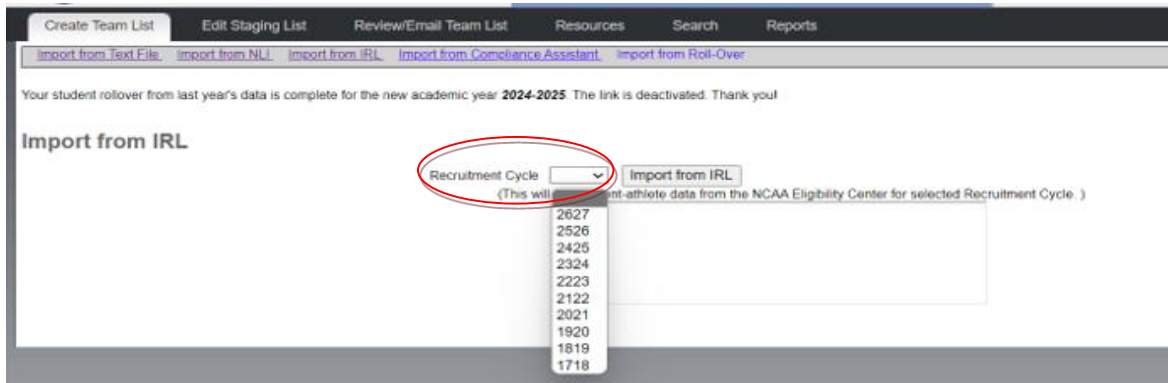 Create Team List Edit Staging List Review/Email Team List Resources Search Reports
Import from Text File Import from NLI Import from IRL Import from Compliance Assistant Import from Roll-Over
Your student rollover from last year's data is complete for the new academic year 2024-2025. The link is deactivated. Thank you!
Import from IRL
Recruitment Cycle Import from IRL
(This will nt-athlete data from the NCAA Eligibility Center for selected Recruitment Cycle. )
2627
2526
2425
2324
2223
2122
2021
1920
1819
1718